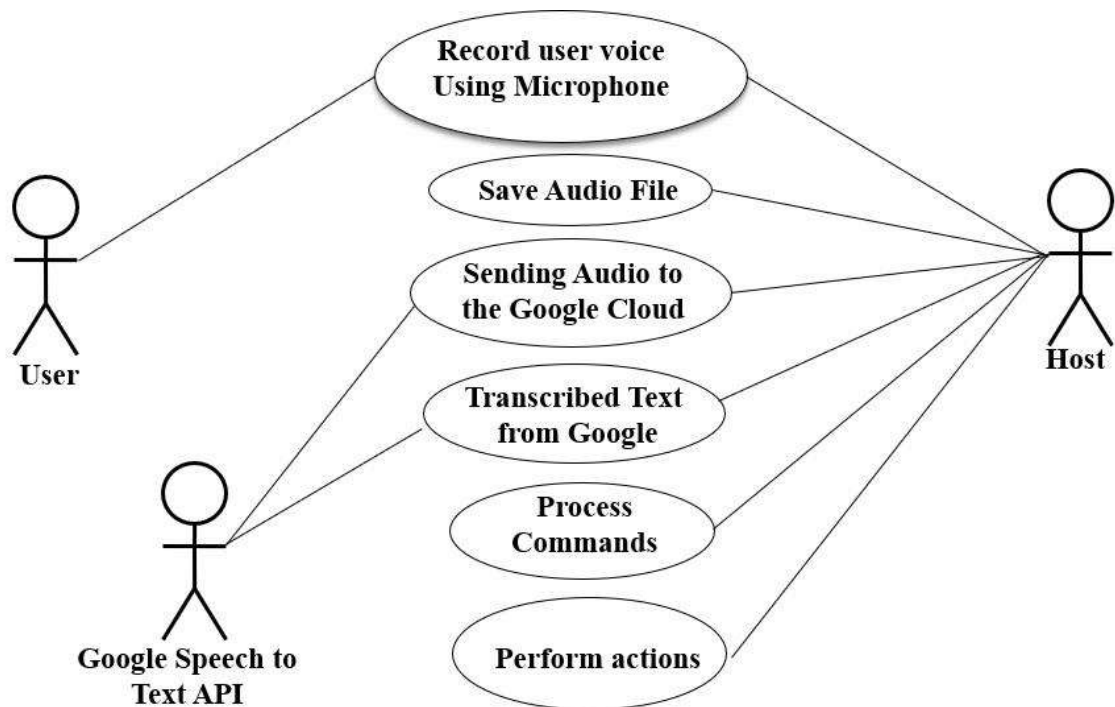 Record user voice
Using Microphone
Save Audio File
Sending Audio to
the Google Cloud
User
Host
Transcribed Text
from Google
Process
Commands
Google Speech to
Text API
Perform actions